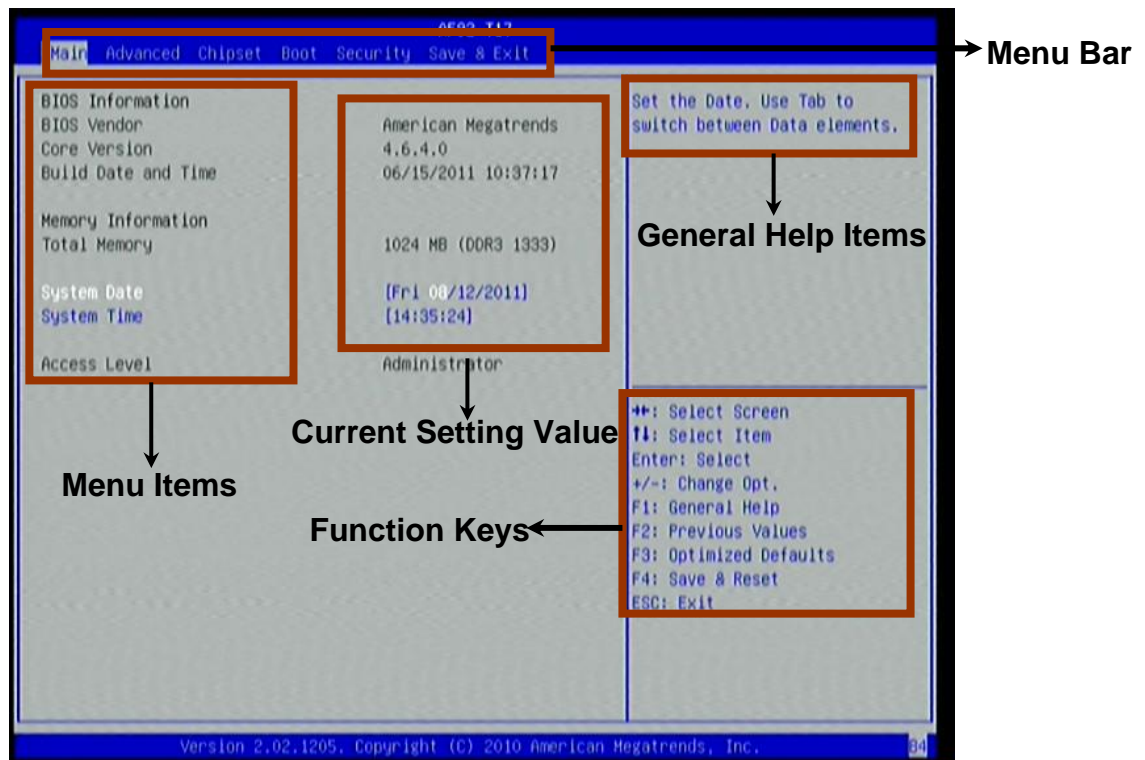 Main Advanced Chipset Boot Security Save & Exit
Menu Bar
BIOS Information
BIOS Vendor American Megatrends
Core Version 4.6.4.0
Build Date and Time 06/15/2011 10:37:17
Memory Information
Total Memory 1024 MB (DDR3 1333)
System Date [Fri 08/12/2011]
System Time [14:35:24]
Access Level Administrator
Set the Date. Use Tab to
switch between Data elements.
General Help Items
Current Setting Value
Menu Items
Function Keys
→←: Select Screen
↑↓: Select Item
Enter: Select
+/-: Change Opt.
F1: General Help
F2: Previous Values
F3: Optimized Defaults
F4: Save & Reset
ESC: Exit
Version 2.02.1205. Copyright (C) 2010 American Megatrends, Inc.
B4